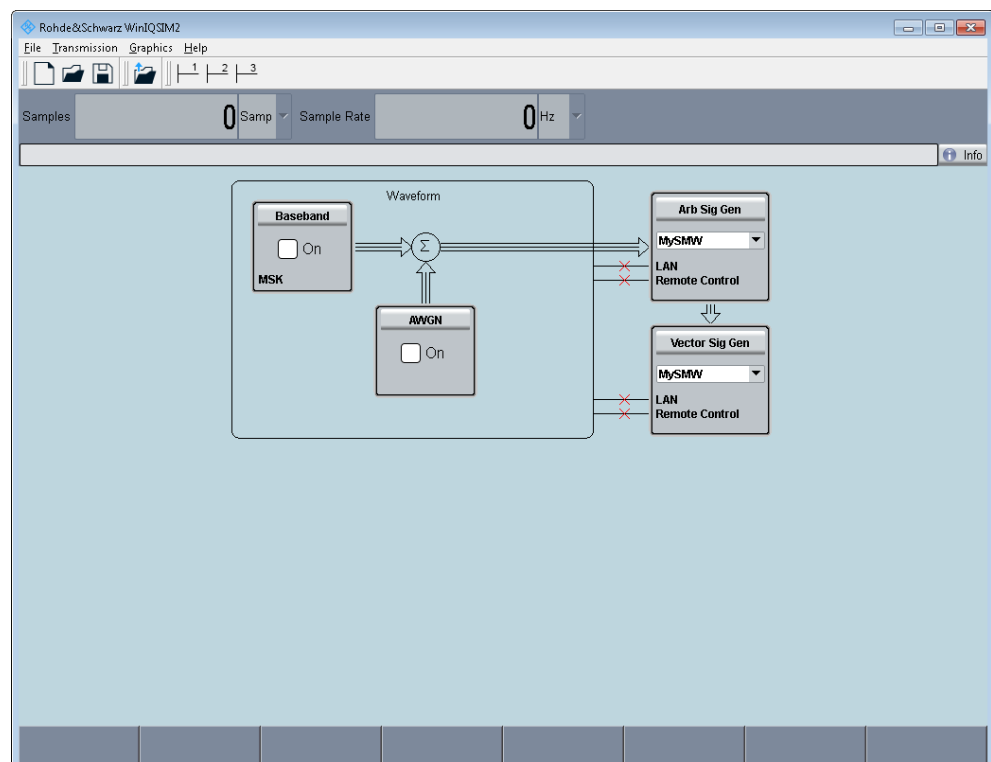 Rohde&Schwarz WinIQSIM2
File Transmission Graphics Help
1 2 3
Samples 0 Samp Sample Rate 0 Hz
Info
Waveform
Baseband
On
MSK
Σ
AWGN
On
Arb Sig Gen
MySMW
LAN
Remote Control
Vector Sig Gen
MySMW
LAN
Remote Control